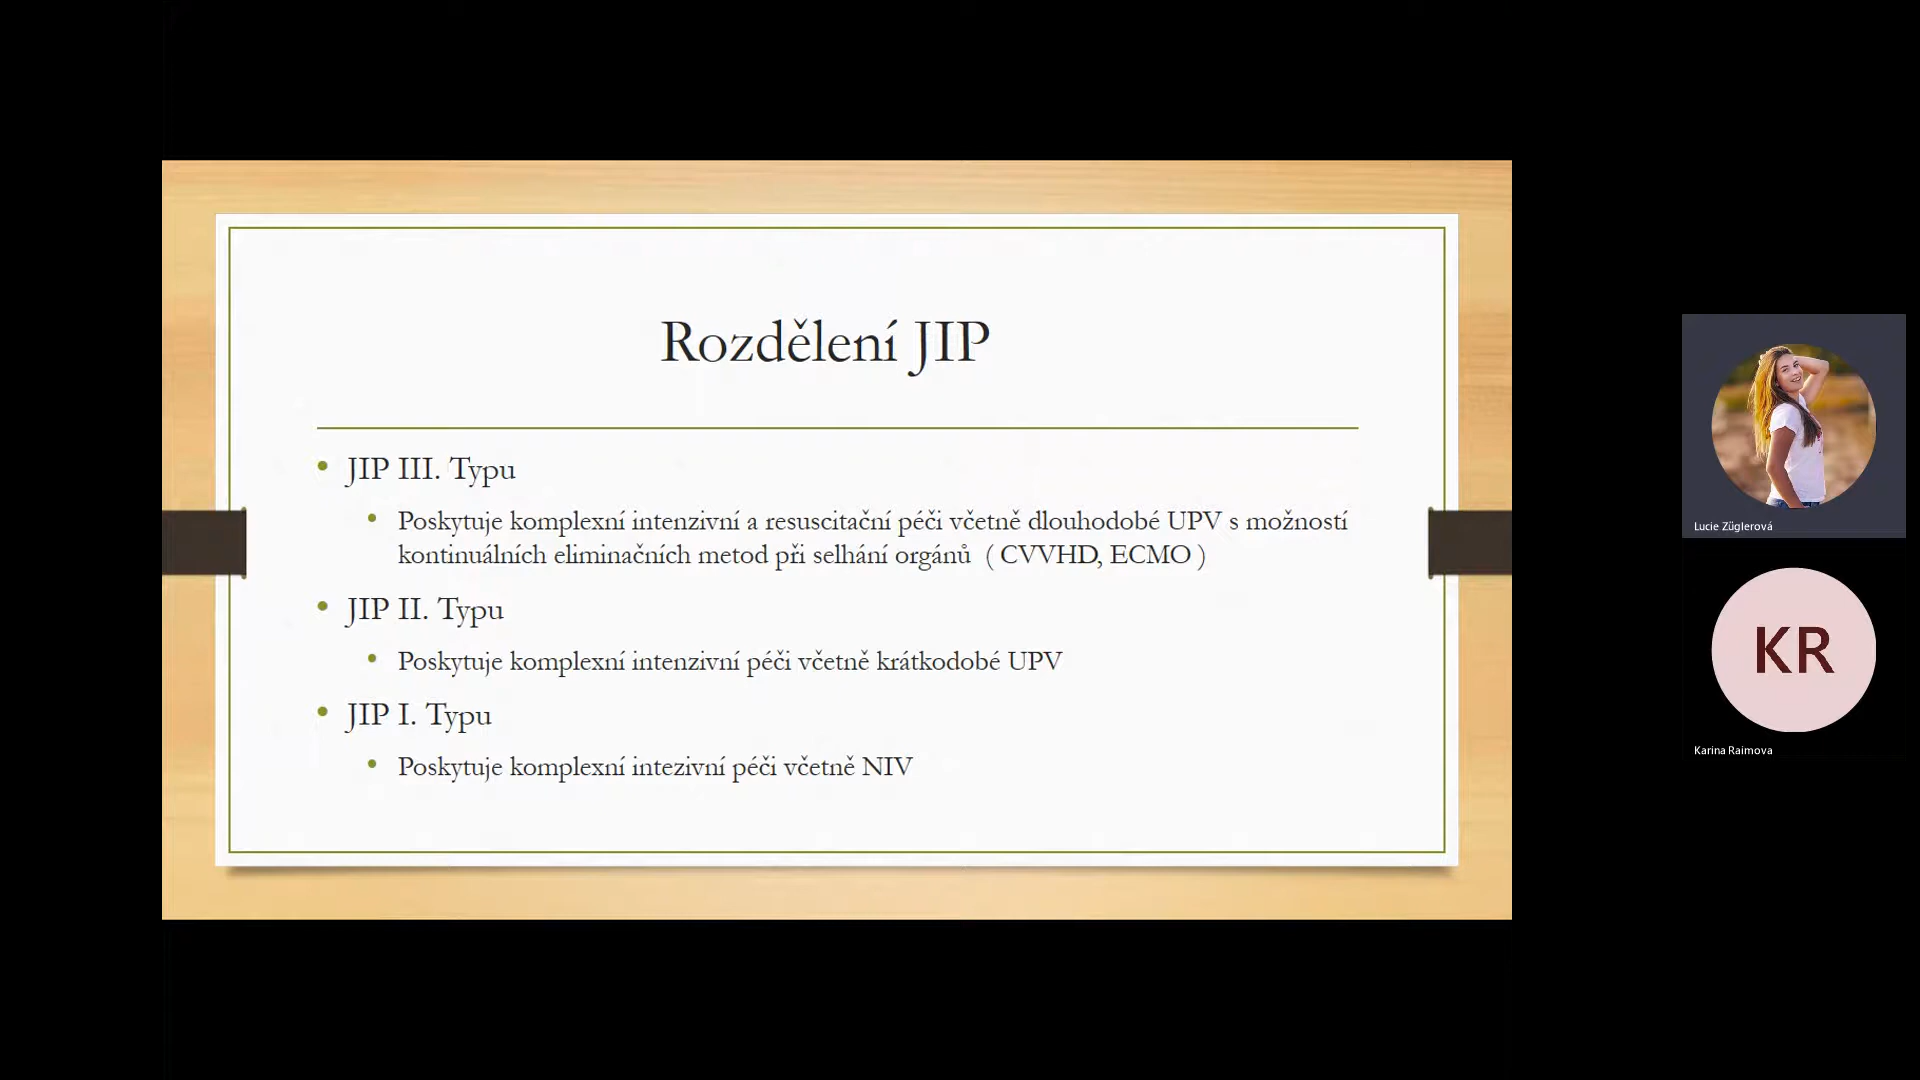 Rozdělení JIP
• JIP III. Typu
• Poskytuje komplexní intenzivní a resuscitační péči včetně dlouhodobé UPV s možností
kontinuálních eliminačních metod při selhání orgánů ( CVVHD, ECMO )
• JIP II. Typu
• Poskytuje komplexní intenzivní péči včetně krátkodobé UPV
• JIP I. Typu
• Poskytuje komplexní intezivní péči včetně NIV
Lucie Züglerová
KR
Karina Raimova